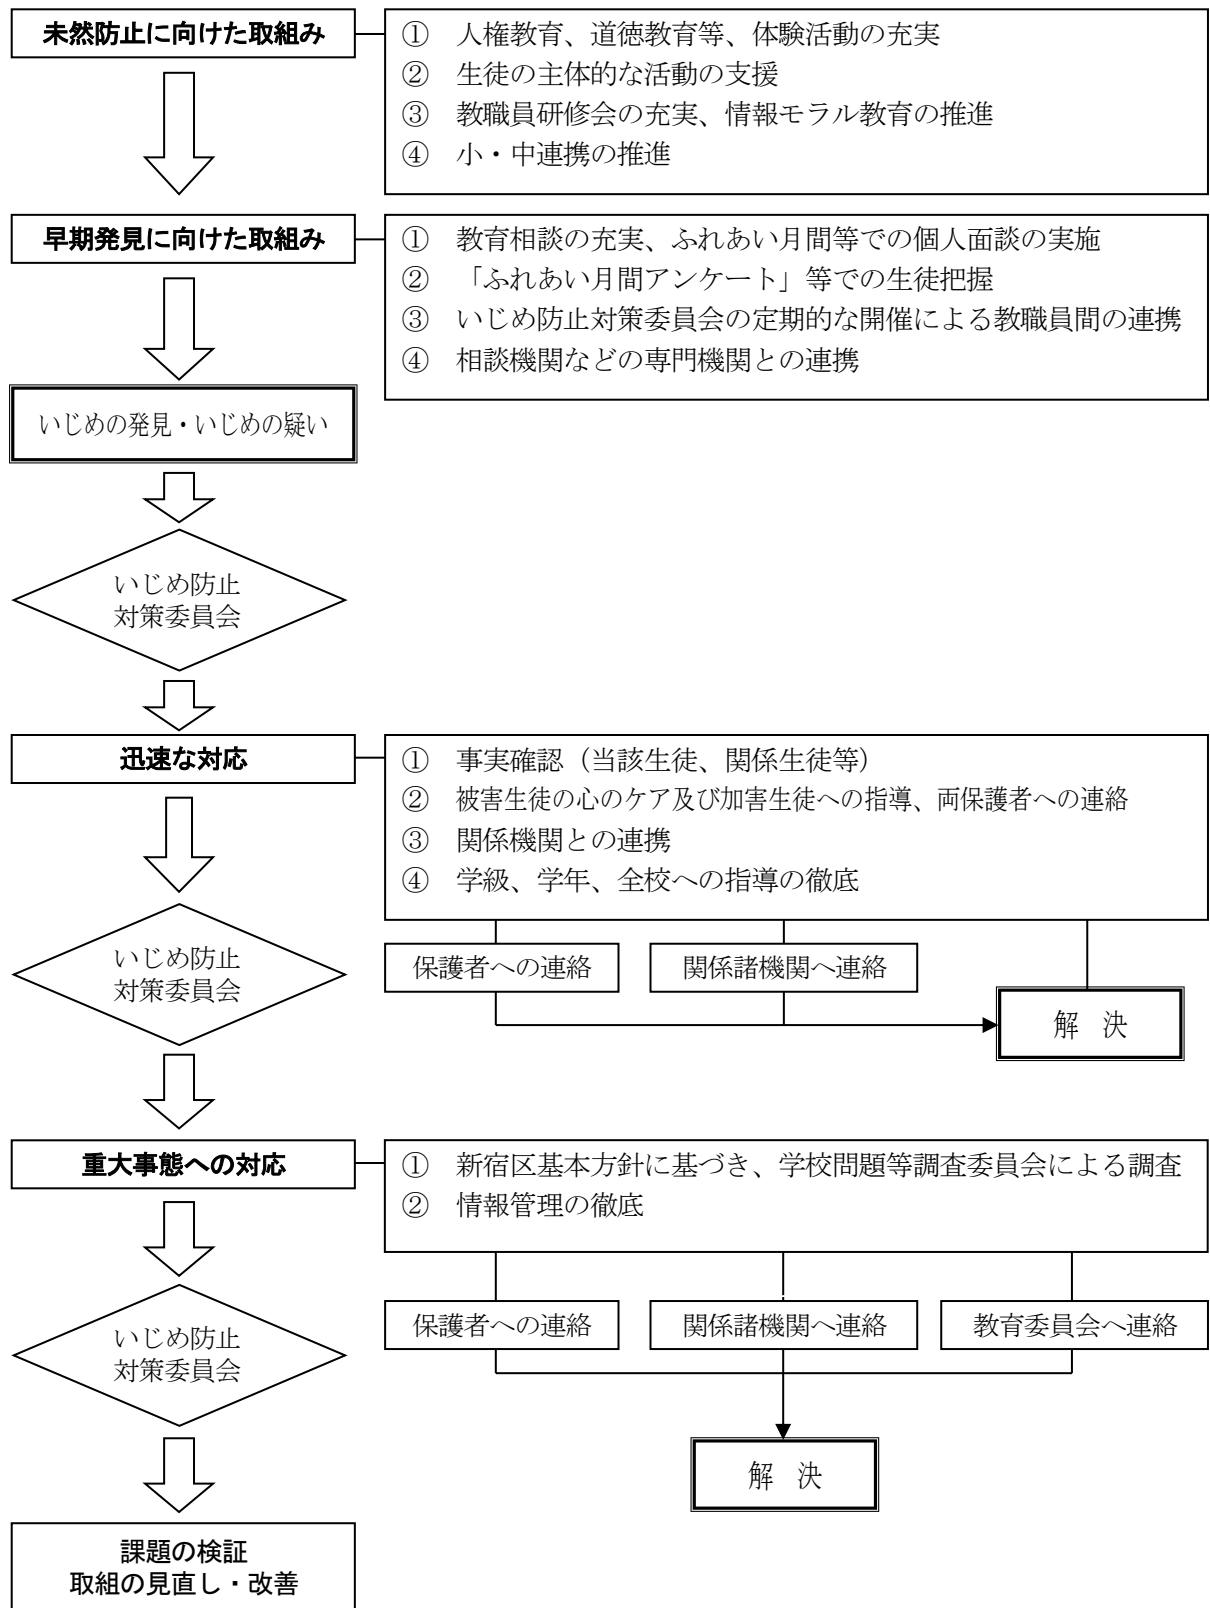 未然防止に向けた取組み
① 人権教育、道徳教育等、体験活動の充実
② 生徒の主体的な活動の支援
③ 教職員研修会の充実、情報モラル教育の推進
④ 小・中連携の推進
早期発見に向けた取組み
① 教育相談の充実、ふれあい月間等での個人面談の実施
② 「ふれあい月間アンケート」等での生徒把握
③ いじめ防止対策委員会の定期的な開催による教職員間の連携
④ 相談機関などの専門機関との連携
いじめの発見・いじめの疑い
いじめ防止
対策委員会
迅速な対応
① 事実確認（当該生徒、関係生徒等）
② 被害生徒の心のケア及び加害生徒への指導、両保護者への連絡
③ 関係機関との連携
④ 学級、学年、全校への指導の徹底
いじめ防止
対策委員会
保護者への連絡
関係諸機関へ連絡
解 決
重大事態への対応
① 新宿区基本方針に基づき、学校問題等調査委員会による調査
② 情報管理の徹底
いじめ防止
対策委員会
保護者への連絡
関係諸機関へ連絡
教育委員会へ連絡
解 決
課題の検証
取組の見直し・改善